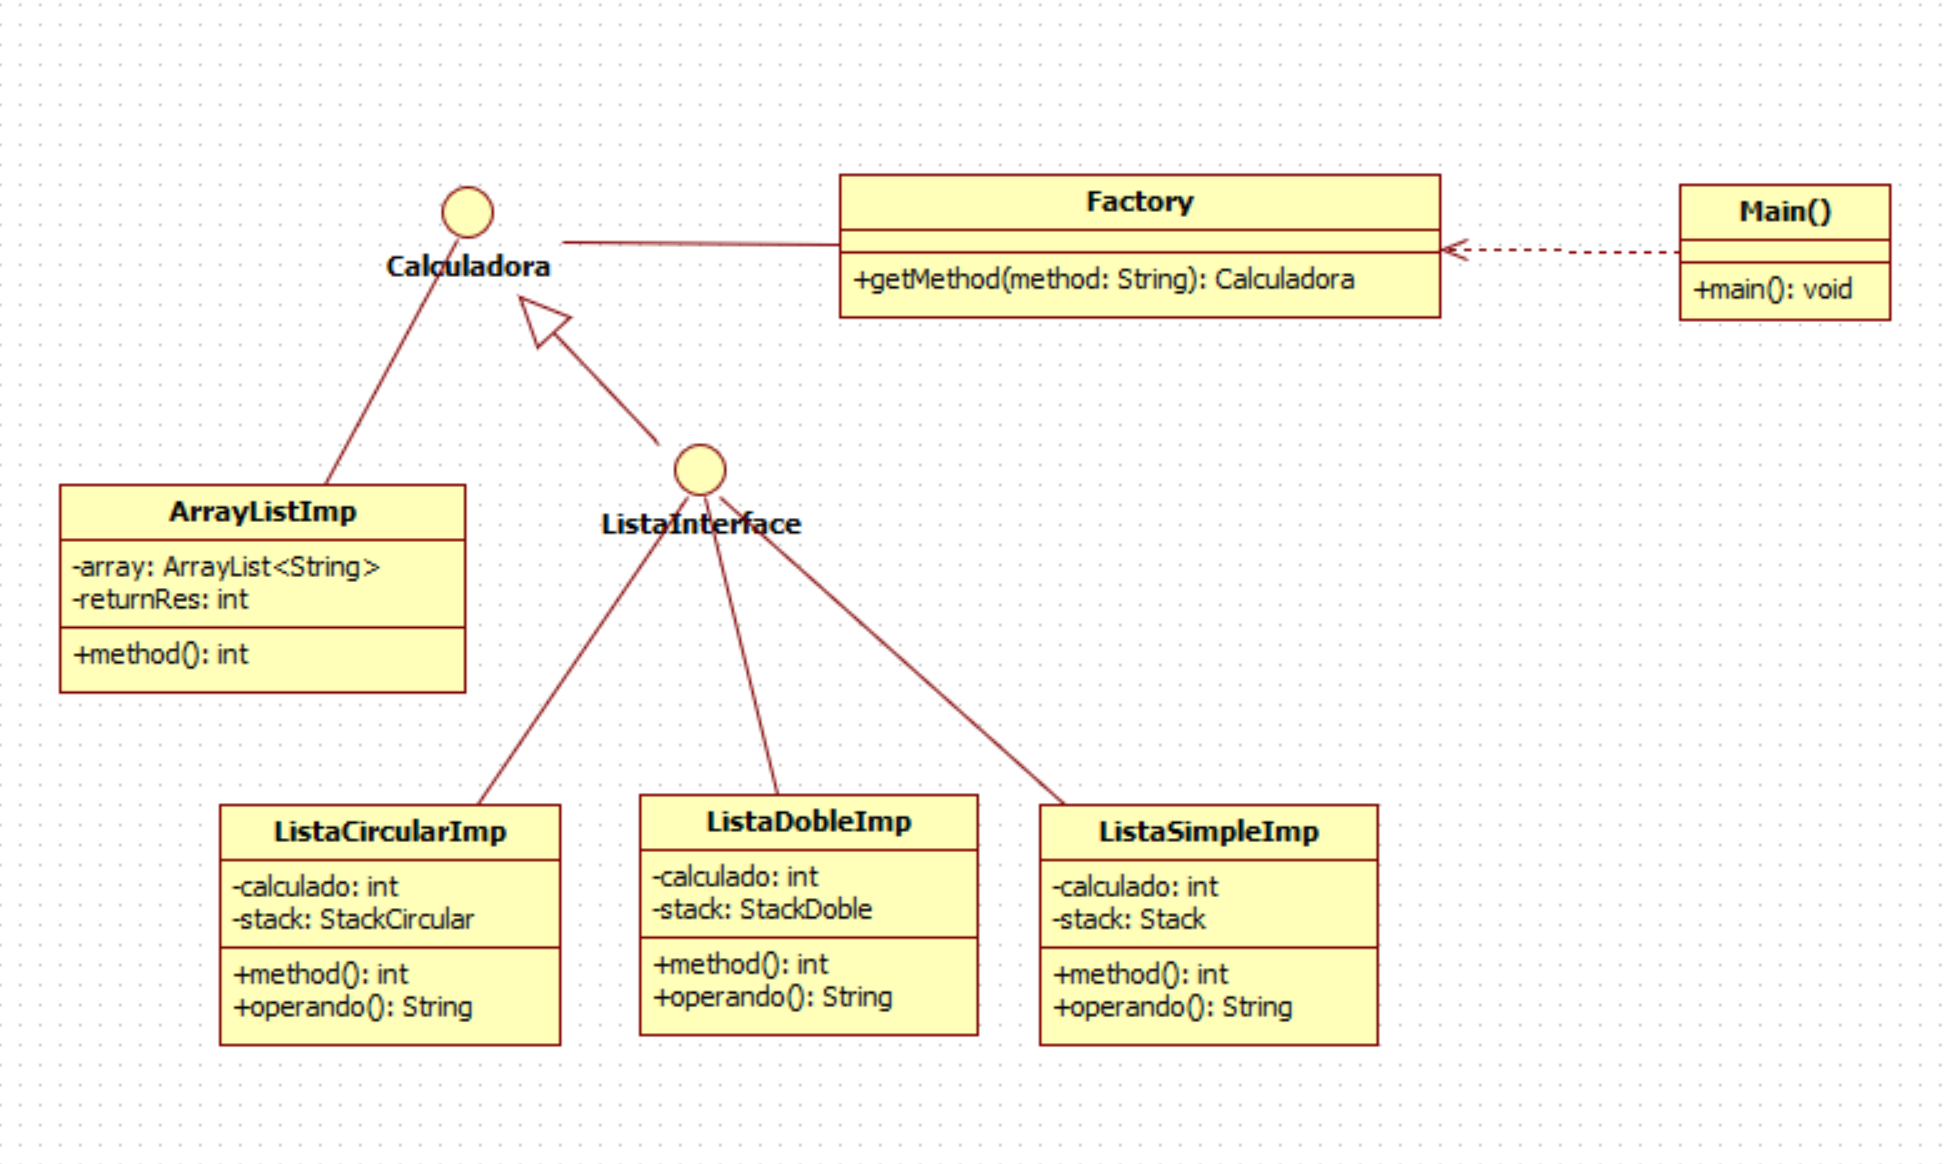 Calculadora
Factory
+getMethod(method: String): Calculadora
Main()
+main(): void
ArrayListImp
-array: ArrayList<String>
-returnRes: int
+method(): int
ListaInterface
ListaCircularImp
-calculado: int
-stack: StackCircular
+method(): int
+operando(): String
ListaDobleImp
-calculado: int
-stack: StackDoble
+method(): int
+operando(): String
ListaSimpleImp
-calculado: int
-stack: Stack
+method(): int
+operando(): String